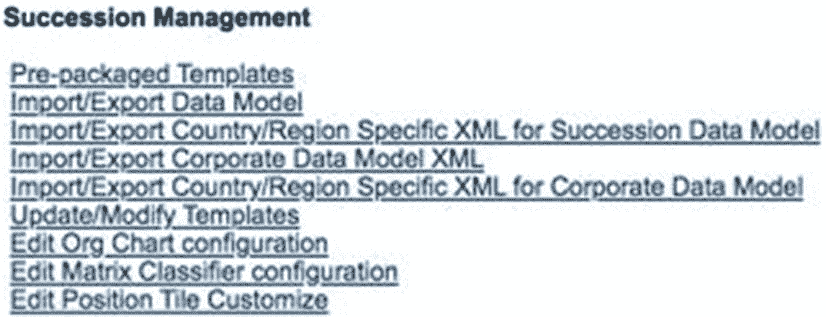 Succession Management
Pre-packaged Templates
Import/Export Data Model
Import/Export Country/Region Specific XML for Succession Data Model
Import/Export Corporate Data Model XML
Import/Export Country/Region Specific XML for Corporate Data Model
Update/Modify Templates
Edit Org Chart configuration
Edit Matrix Classifier configuration
Edit Position Tile Customize